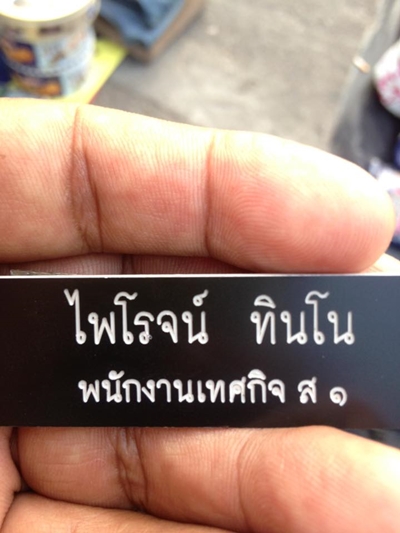 ไพโรจน์ ทินโน
พนักงานเทศกิจ ส ๑